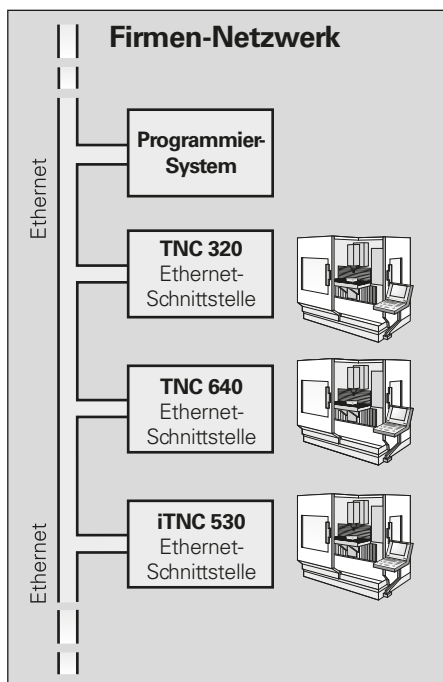 Firmen-Netzwerk
Ethernet
Programmier-
System
TNC 320
Ethernet-
Schnittstelle
TNC 640
Ethernet-
Schnittstelle
Ethernet
iTNC 530
Ethernet-
Schnittstelle